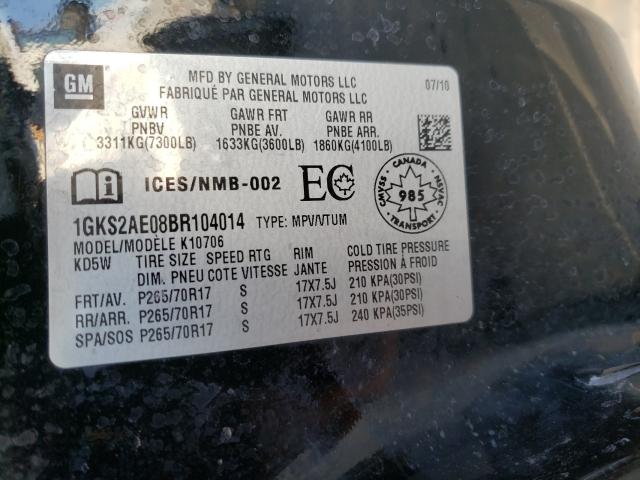 GM
MFD BY GENERAL MOTORS LLC 07/10
FABRIQUÉ PAR GENERAL MOTORS LLC
GVWR GAWR FRT GAWR RR
PNBV PNBE AV. PNBE ARR.
3311KG(7300LB) 1633KG(3600LB) 1860KG(4100LB)
ICES/NMB-002 EC
CANADA
CMVSS 985 NSVAC
TRANSPORT
1GKS2AE08BR104014 TYPE: MPV/VTUM
MODEL/MODÈLE K10706
KD5W TIRE SIZE SPEED RTG RIM COLD TIRE PRESSURE
DIM. PNEU COTE VITESSE JANTE PRESSION À FROID
FRT/AV. P265/70R17 S 17X7.5J 210 KPA(30PSI)
RR/ARR. P265/70R17 S 17X7.5J 210 KPA(30PSI)
SPA/SOS P265/70R17 S 17X7.5J 240 KPA(35PSI)